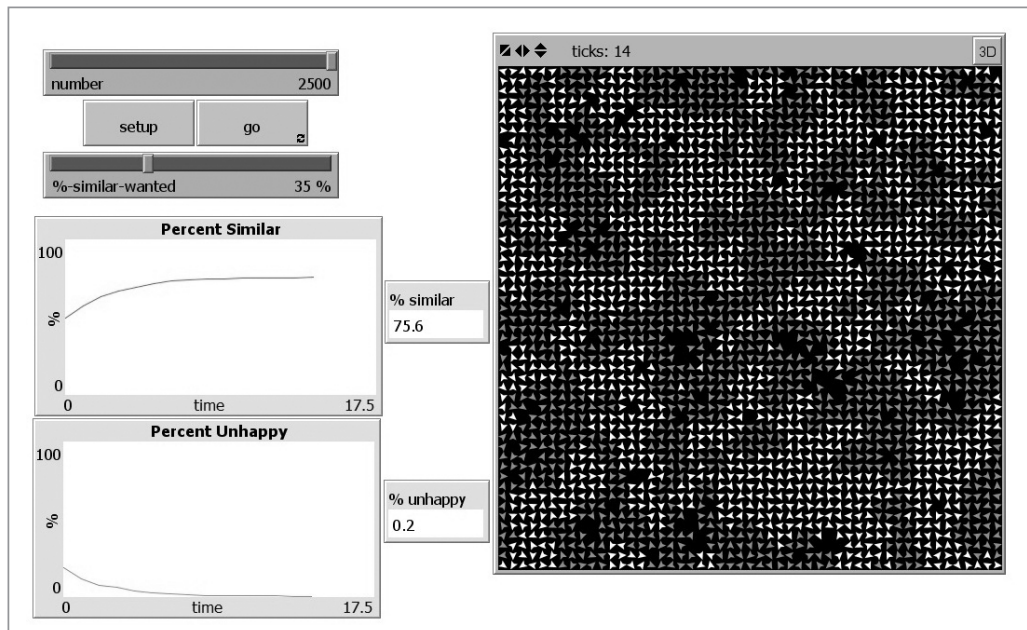 number 2500
setup
go
%-similar-wanted 35 %
Percent Similar
100
%
0
0 time 17.5
% similar
75.6
Percent Unhappy
100
%
0
0 time 17.5
% unhappy
0.2
ticks: 14
3D